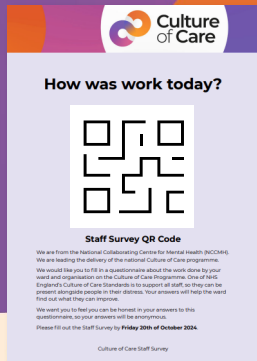 Culture
of Care
How was work today?
Staff Survey QR Code
We are from the National Collaborating Centre for Mental Health (NCCMH).
We are leading the delivery of the national Culture of Care programme.
We would like you to fill in a questionnaire about the work done by your
ward and organisation on the Culture of Care Programme. One of NHS
England's Culture of Care Standards is to support all staff, so they can be
present alongside people in their distress. Your answers will help the ward
find out what they can improve.
We want you to feel you can be honest in your answers to this
questionnaire, so your answers will be anonymous.
Please fill out the Staff Survey by Friday 20th of October 2024.
Culture of Care Staff Survey